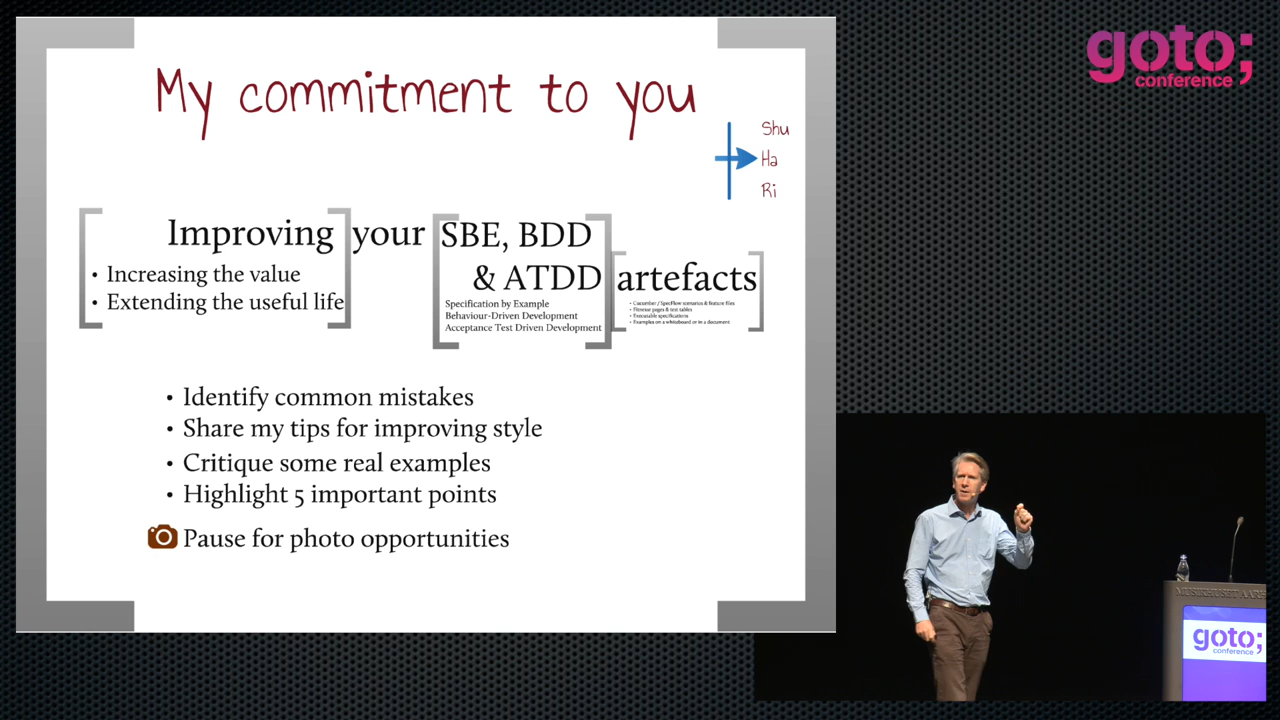 My commitment to you
Shu
Ha
Ri
Improving your SBE, BDD
& ATDD artefacts
• Increasing the value
• Extending the useful life
Specification by Example
Behaviour-Driven Development
Acceptance Test Driven Development
• Cucumber / SpecFlow scenarios & feature files
• Fitnesse pages & test tables
• Executable specifications
• Examples on a whiteboard or in a document
• Identify common mistakes
• Share my tips for improving style
• Critique some real examples
• Highlight 5 important points
Pause for photo opportunities
goto;
conference
MUSIKHUSET AARH
goto;
conference